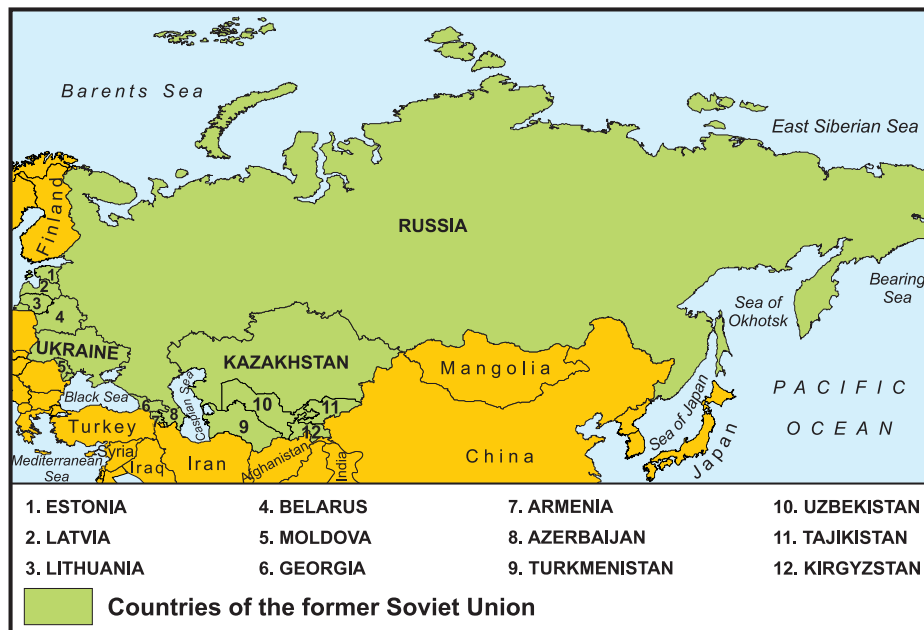 Barents Sea
East Siberian Sea
RUSSIA
Finland
Bearing
Sea
Sea of
Okhotsk
1
2
3
4
UKRAINE
5
KAZAKHSTAN
Mangolia
Black Sea
Caspian Sea
6
7
8
9
10
11
12
Turkey
Syria
Iraq
Iran
Afghanistan
India
China
Sea of Japan
Japan
PACIFIC
OCEAN
Mediterranean
Sea
1. ESTONIA
2. LATVIA
3. LITHUANIA
4. BELARUS
5. MOLDOVA
6. GEORGIA
7. ARMENIA
8. AZERBAIJAN
9. TURKMENISTAN
10. UZBEKISTAN
11. TAJIKISTAN
12. KIRGYZSTAN
Countries of the former Soviet Union